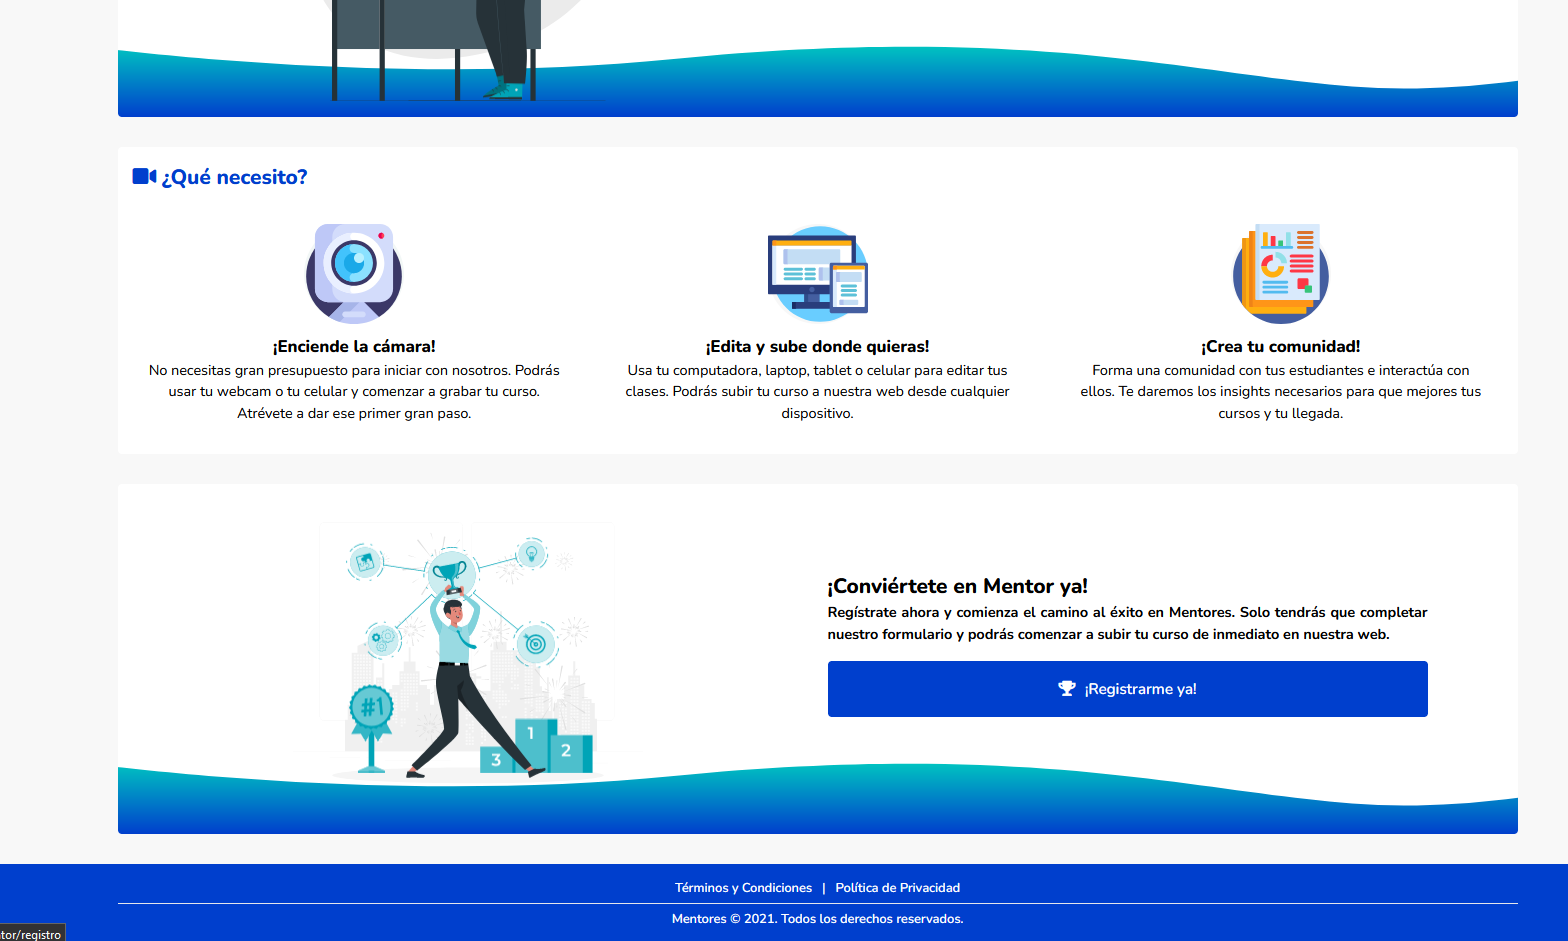 ¿Qué necesito?
¡Enciende la cámara!
No necesitas gran presupuesto para iniciar con nosotros. Podrás
usar tu webcam o tu celular y comenzar a grabar tu curso.
Atrévete a dar ese primer gran paso.
¡Edita y sube donde quieras!
Usa tu computadora, laptop, tablet o celular para editar tus
clases. Podrás subir tu curso a nuestra web desde cualquier
dispositivo.
¡Crea tu comunidad!
Forma una comunidad con tus estudiantes e interactúa con
ellos. Te daremos los insights necesarios para que mejores tus
cursos y tu llegada.
#1
1
2
3
¡Conviértete en Mentor ya!
Regístrate ahora y comienza el camino al éxito en Mentores. Solo tendrás que completar
nuestro formulario y podrás comenzar a subir tu curso de inmediato en nuestra web.
¡Registrarme ya!
Términos y Condiciones | Política de Privacidad
Mentores © 2021. Todos los derechos reservados.
tor/registro